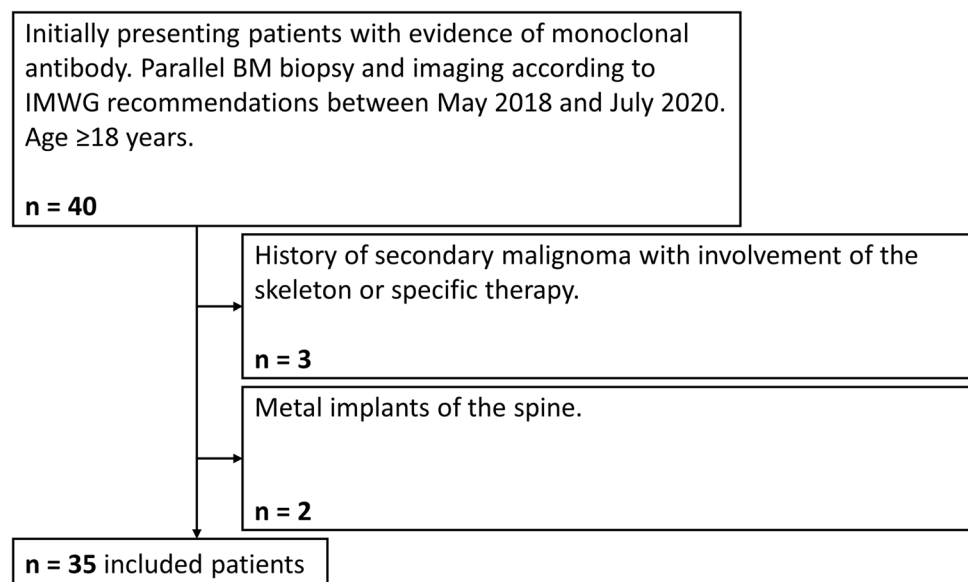 Initially presenting patients with evidence of monoclonal
antibody. Parallel BM biopsy and imaging according to
IMWG recommendations between May 2018 and July 2020.
Age ≥18 years.
n = 40
History of secondary malignoma with involvement of the
skeleton or specific therapy.
n = 3
Metal implants of the spine.
n = 2
n = 35 included patients